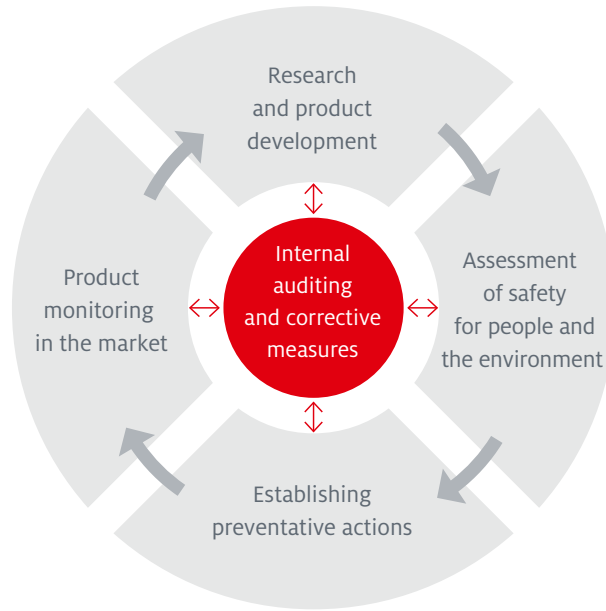 Research
and product
development
Assessment
of safety
for people and
the environment
Establishing
preventative actions
Product
monitoring
in the market
Internal
auditing
and corrective
measures